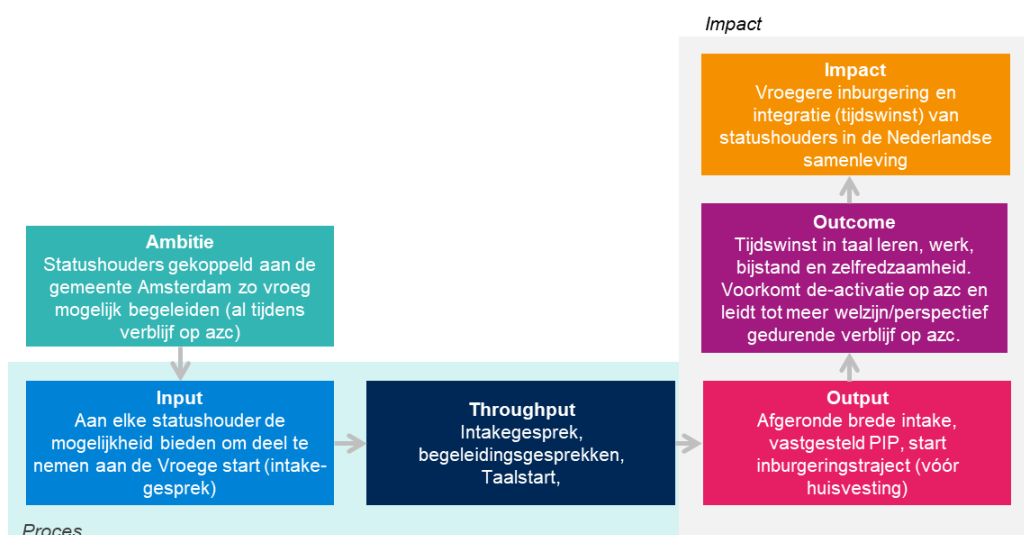 Impact
Impact
Vroegere inburgering en
integratie (tijdswinst) van
statushouders in de Nederlandse
samenleving
Ambitie
Statushouders gekoppeld aan de
gemeente Amsterdam zo vroeg
mogelijk begeleiden (al tijdens
verblijf op azc)
Outcome
Tijdswinst in taal leren, werk,
bijstand en zelfredzaamheid.
Voorkomt de-activatie op azc en
leidt tot meer welzijn/perspectief
gedurende verblijf op azc.
Input
Aan elke statushouder de
mogelijkheid bieden om deel te
nemen aan de Vroege start (intake-
gesprek)
Throughput
Intakegesprek,
begeleidingsgesprekken,
Taalstart,
Output
Afgeronde brede intake,
vastgesteld PIP, start
inburgeringstraject (vóór
huisvesting)
Proces